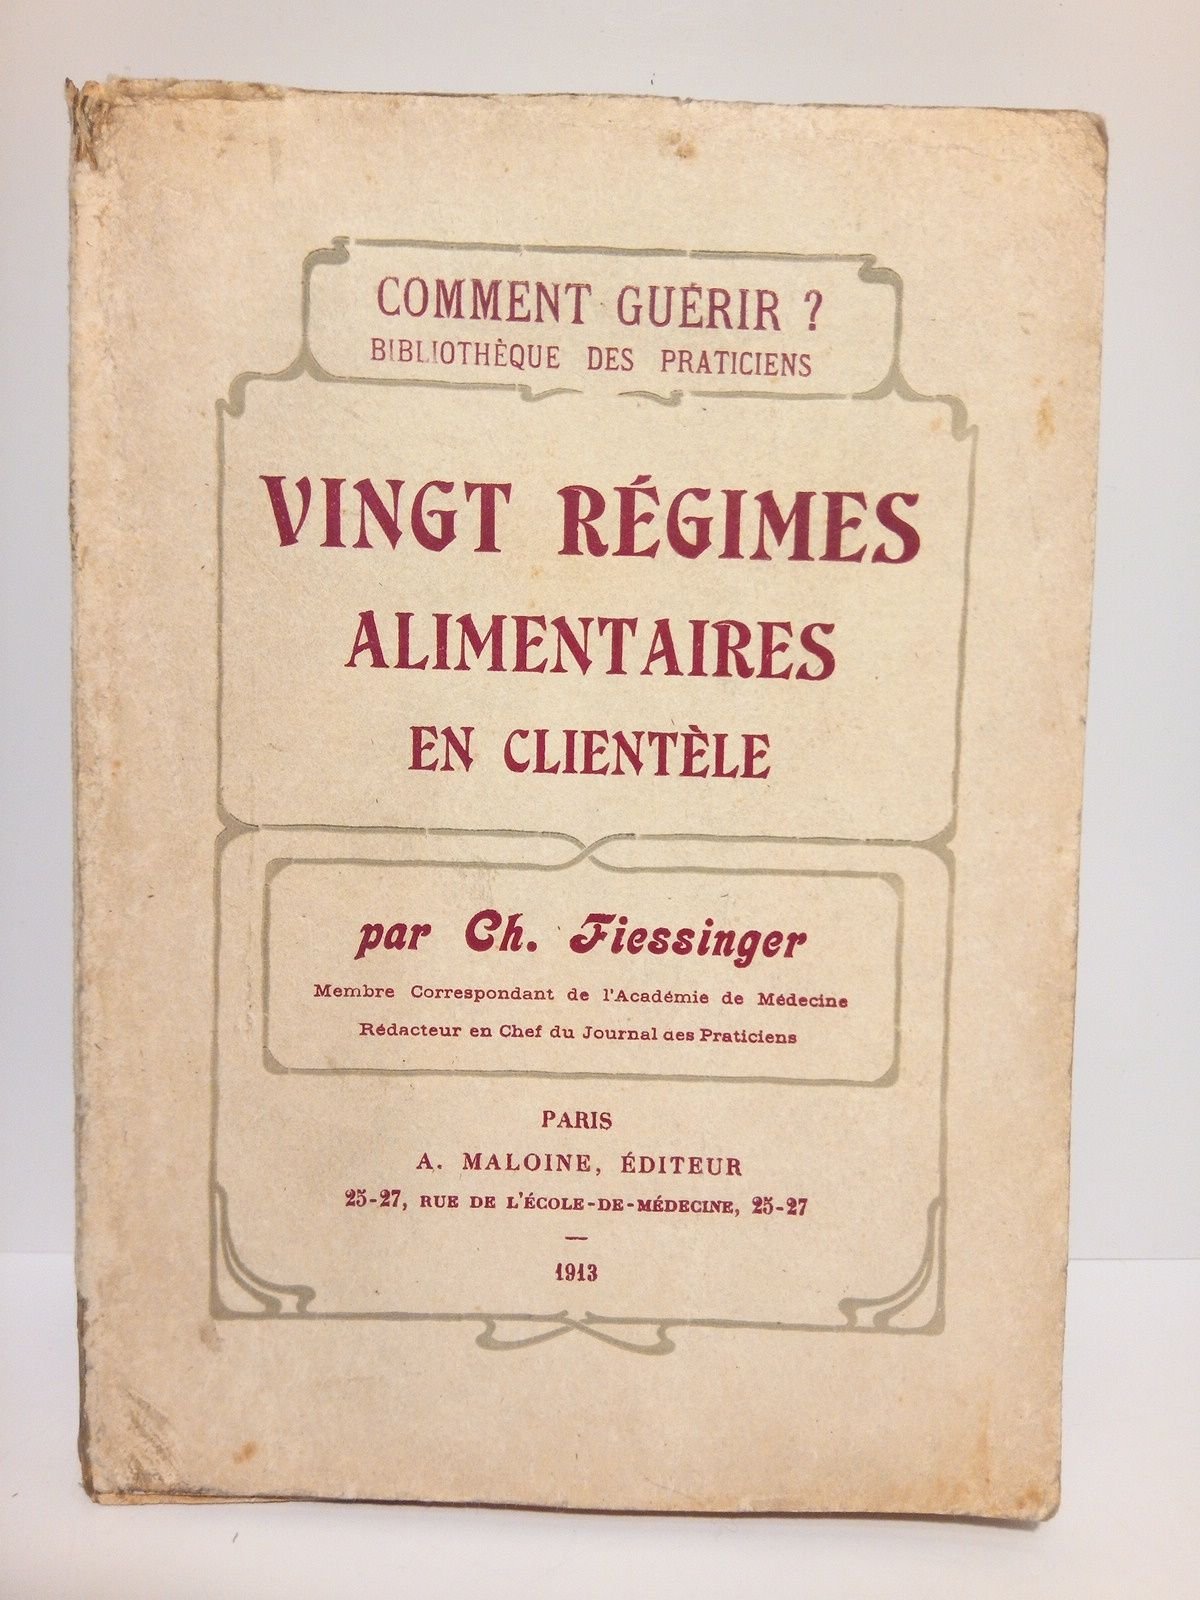 COMMENT GUÉRIR ?
BIBLIOTHÈQUE DES PRATICIENS
VINGT RÉGIMES
ALIMENTAIRES
EN CLIENTÈLE
par Ch. Fiessinger
Membre Correspondant de l'Académie de Médecine
Rédacteur en Chef du Journal des Praticiens
PARIS
A. MALOINE, ÉDITEUR
25-27, RUE DE L'ÉCOLE-DE-MÉDECINE, 25-27
—
1913